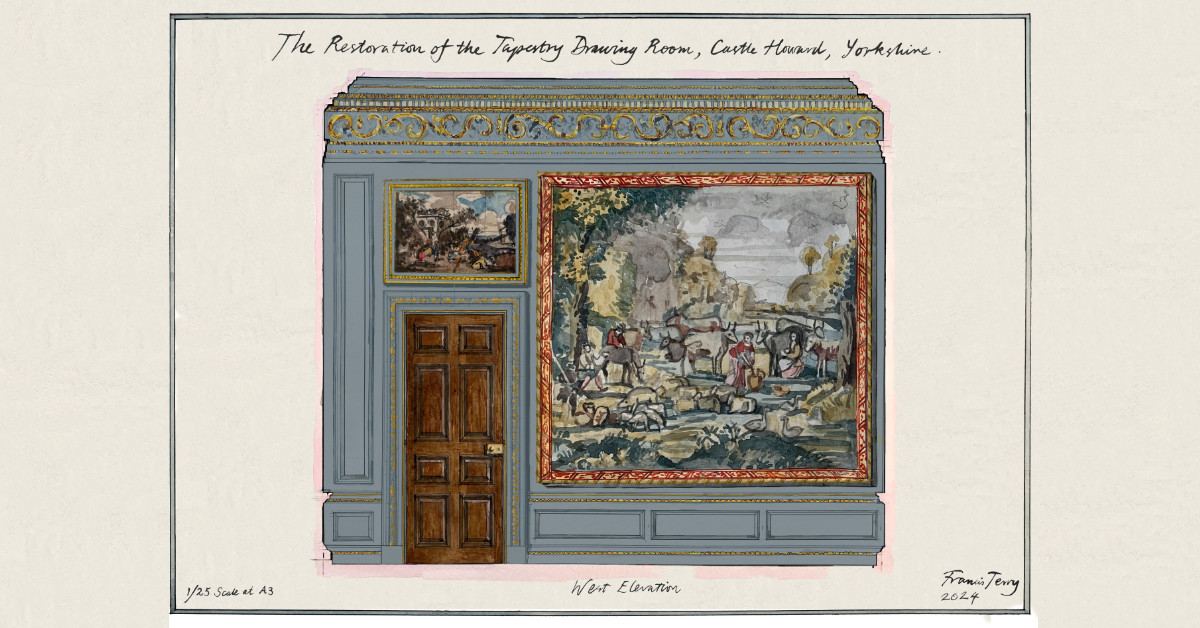 The Restoration of the Tapestry Drawing Room, Castle Howard, Yorkshire.
1/25 Scale at A3
West Elevation
Francis Terry
2024